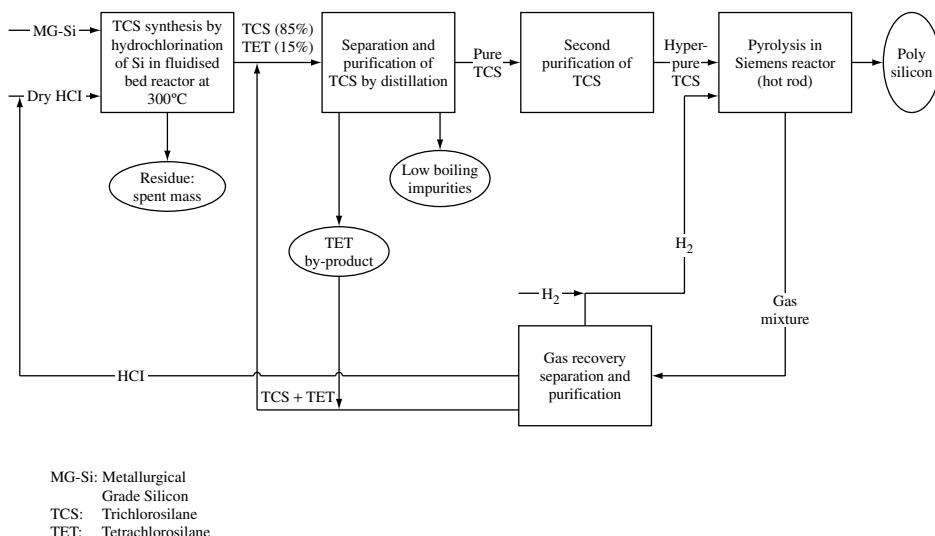 MG-Si
Dry HCl
TCS synthesis by
hydrochlorination
of Si in fluidised
bed reactor at
300°C
TCS (85%)
TET (15%)
Separation and
purification of
TCS by distillation
Pure
TCS
Second
purification of
TCS
Hyper-
pure
TCS
Pyrolysis in
Siemens reactor
(hot rod)
Poly
silicon
Residue:
spent mass
Low boiling
impurities
TET
by-product
H2
H2
Gas
mixture
Gas recovery
separation and
purification
HCl
TCS + TET
MG-Si: Metallurgical
Grade Silicon
TCS: Trichlorosilane
TET: Tetrachlorosilane